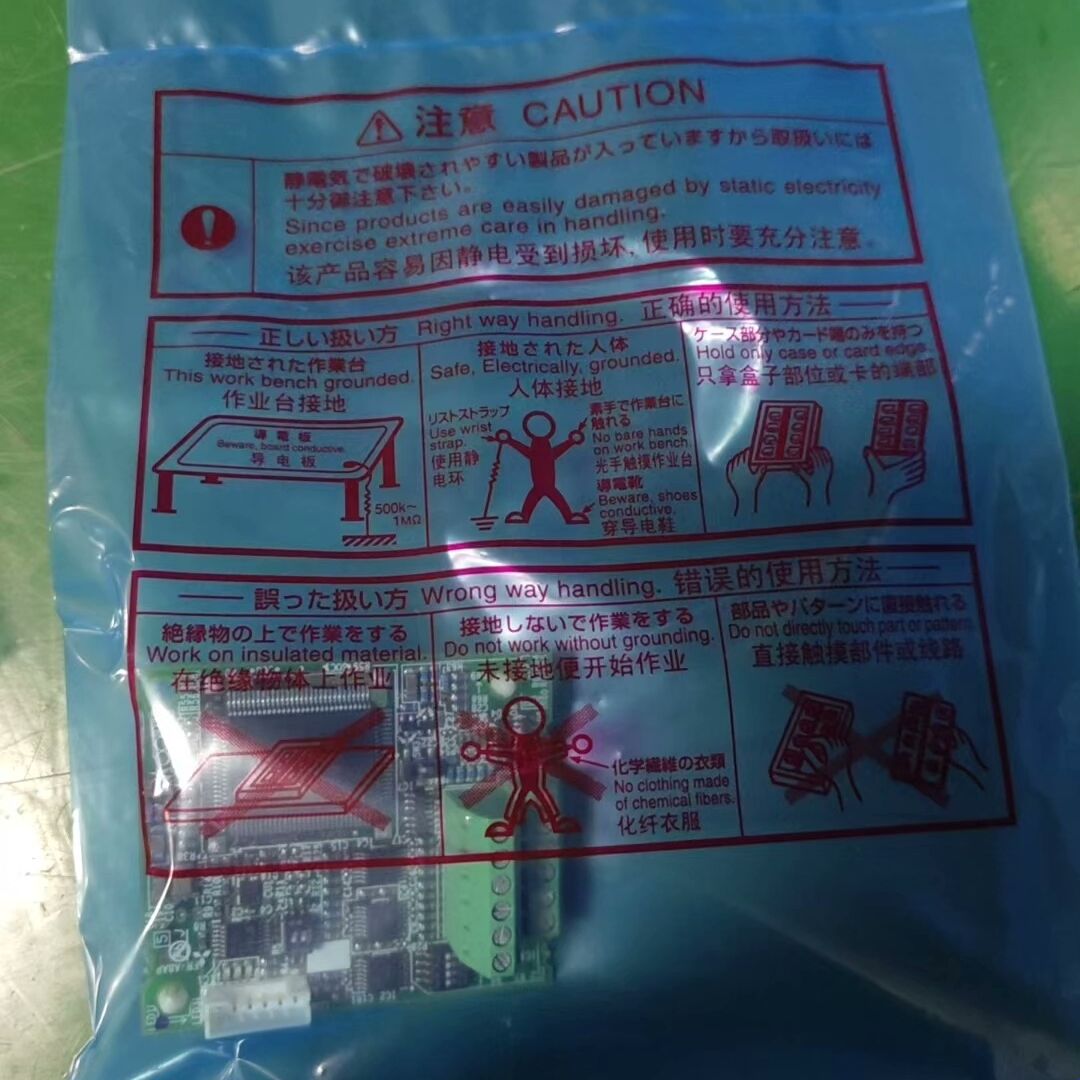 注意 CAUTION
静電気で破壊されやすい製品が入っていますから取扱いには
十分御注意下さい。
Since products are easily damaged by static electricity
exercise extreme care in handling.
该产品容易因静电受到损坏,使用时要充分注意。
正しい扱い方 Right way handling. 正确的使用方法
接地された作業台
This work bench grounded.
作业台接地
導電板
Beware, board conductive.
导电板
500k~
1MΩ
接地された人体
Safe, Electrically, grounded.
人体接地
リストストラップ
Use wrist
strap.
使用静
电环
素手で作業台に
触れる
No bare hands
on work bench.
光手触摸作业台
導電靴
Beware, shoes
conductive.
穿导电鞋
ケース部分やカード端のみを持つ
Hold only case or card edge.
只拿盒子部位或卡的端部
誤った扱い方 Wrong way handling. 错误的使用方法
絶縁物の上で作業をする
Work on insulated material.
在绝缘物体上作业
接地しないで作業をする
Do not work without grounding.
未接地便开始作业
化学繊維の衣類
No clothing made
of chemical fibers.
化纤衣服
部品やパターンに直接触れる
Do not directly touch part or pattern.
直接触摸部件或线路
IC2